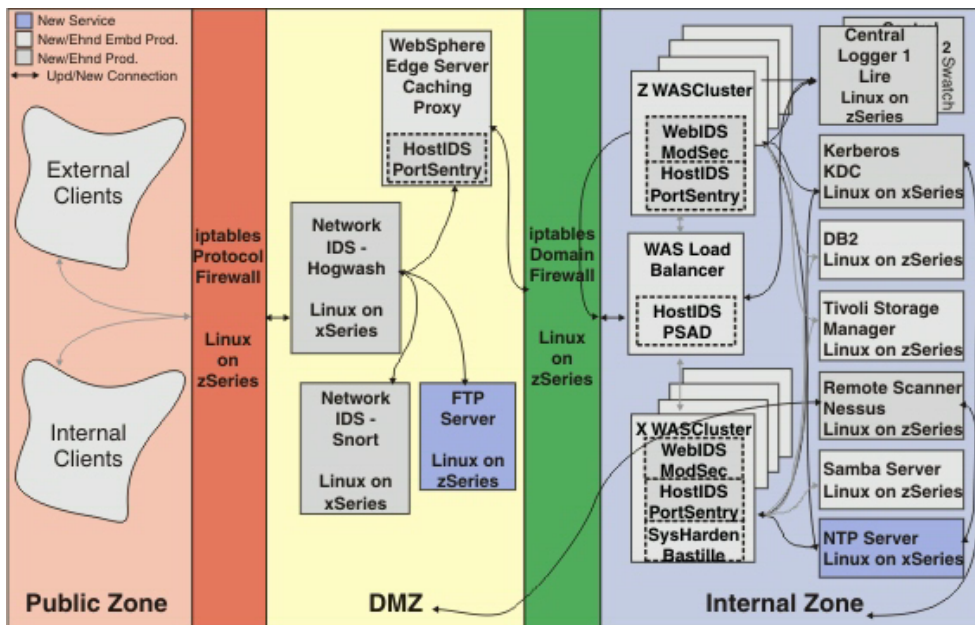 New Service
New/Ehnd Embd Prod.
New/Ehnd Prod.
Upd/New Connection
External
Clients
Internal
Clients
Public Zone
iptables
Protocol
Firewall
Linux
on
zSeries
WebSphere
Edge Server
Caching
Proxy
HostIDS
PortSentry
Network
IDS -
Hogwash
Linux on
xSeries
Network
IDS -
Snort
Linux on
xSeries
FTP
Server
Linux on
zSeries
DMZ
iptables
Domain
Firewall
Linux
on
zSeries
Z WASCluster
WebIDS
ModSec
HostIDS
PortSentry
WAS Load
Balancer
HostIDS
PSAD
X WASCluster
WebIDS
ModSec
HostIDS
PortSentry
SysHarden
Bastille
Central
Logger 1
Lire
Linux on
zSeries
2
Swatch
Kerberos
KDC
Linux on xSeries
DB2
Linux on zSeries
Tivoli Storage
Manager
Linux on zSeries
Remote Scanner
Nessus
Linux on zSeries
Samba Server
Linux on zSeries
NTP Server
Linux on xSeries
Internal Zone